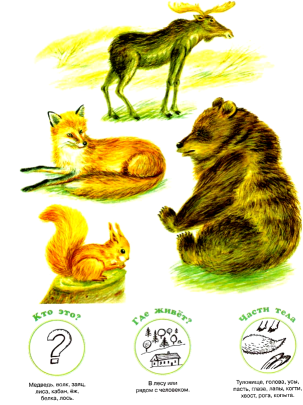 Кто это?
Где живёт?
Части тела
?
Медведь, волк, заяц,
лиса, кабан, ёж,
белка, лось.
В лесу или
рядом с человеком.
Туловище, голова, уши,
пасть, глаза, лапы, когти,
хвост, рога, копыта.